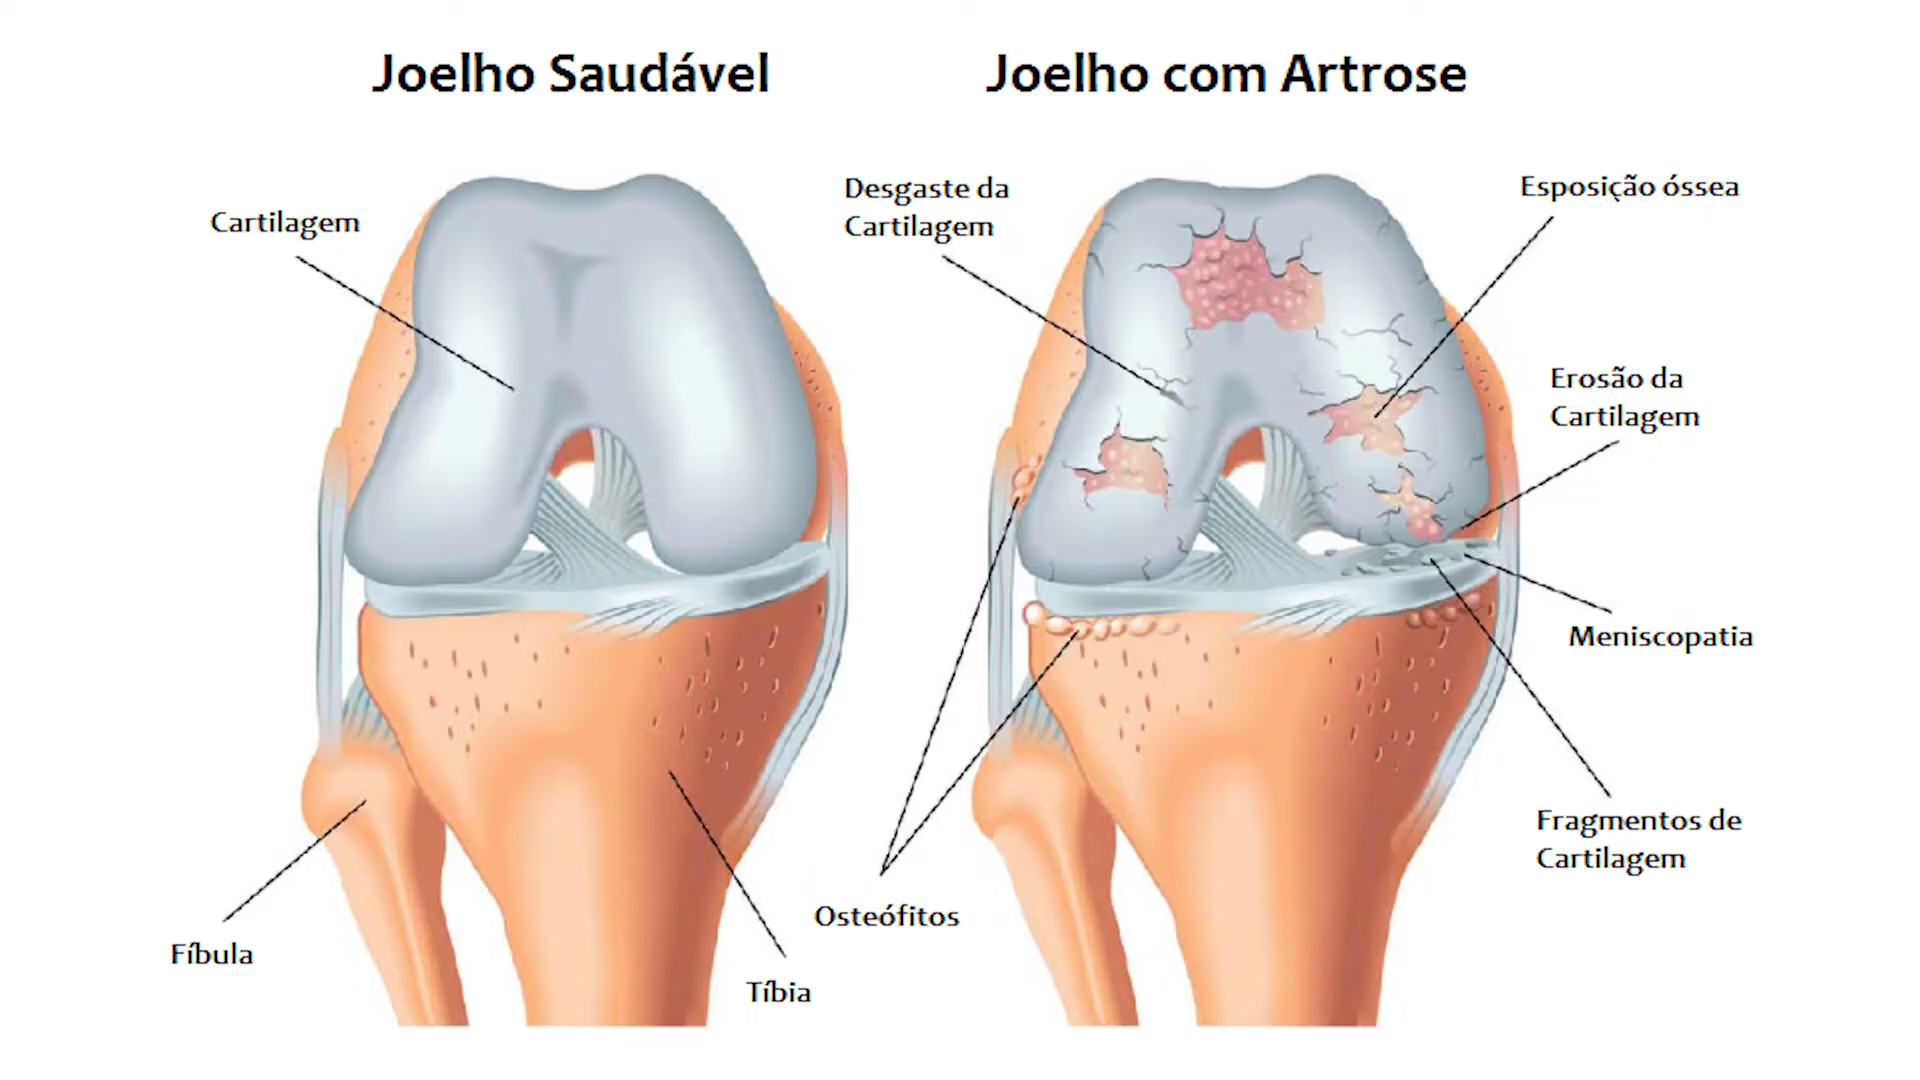 Joelho Saudável
Joelho com Artrose
Cartilagem
Desgaste da
Cartilagem
Esposição óssea
Erosão da
Cartilagem
Meniscopatia
Fragmentos de
Cartilagem
Osteófitos
Fíbula
Tíbia